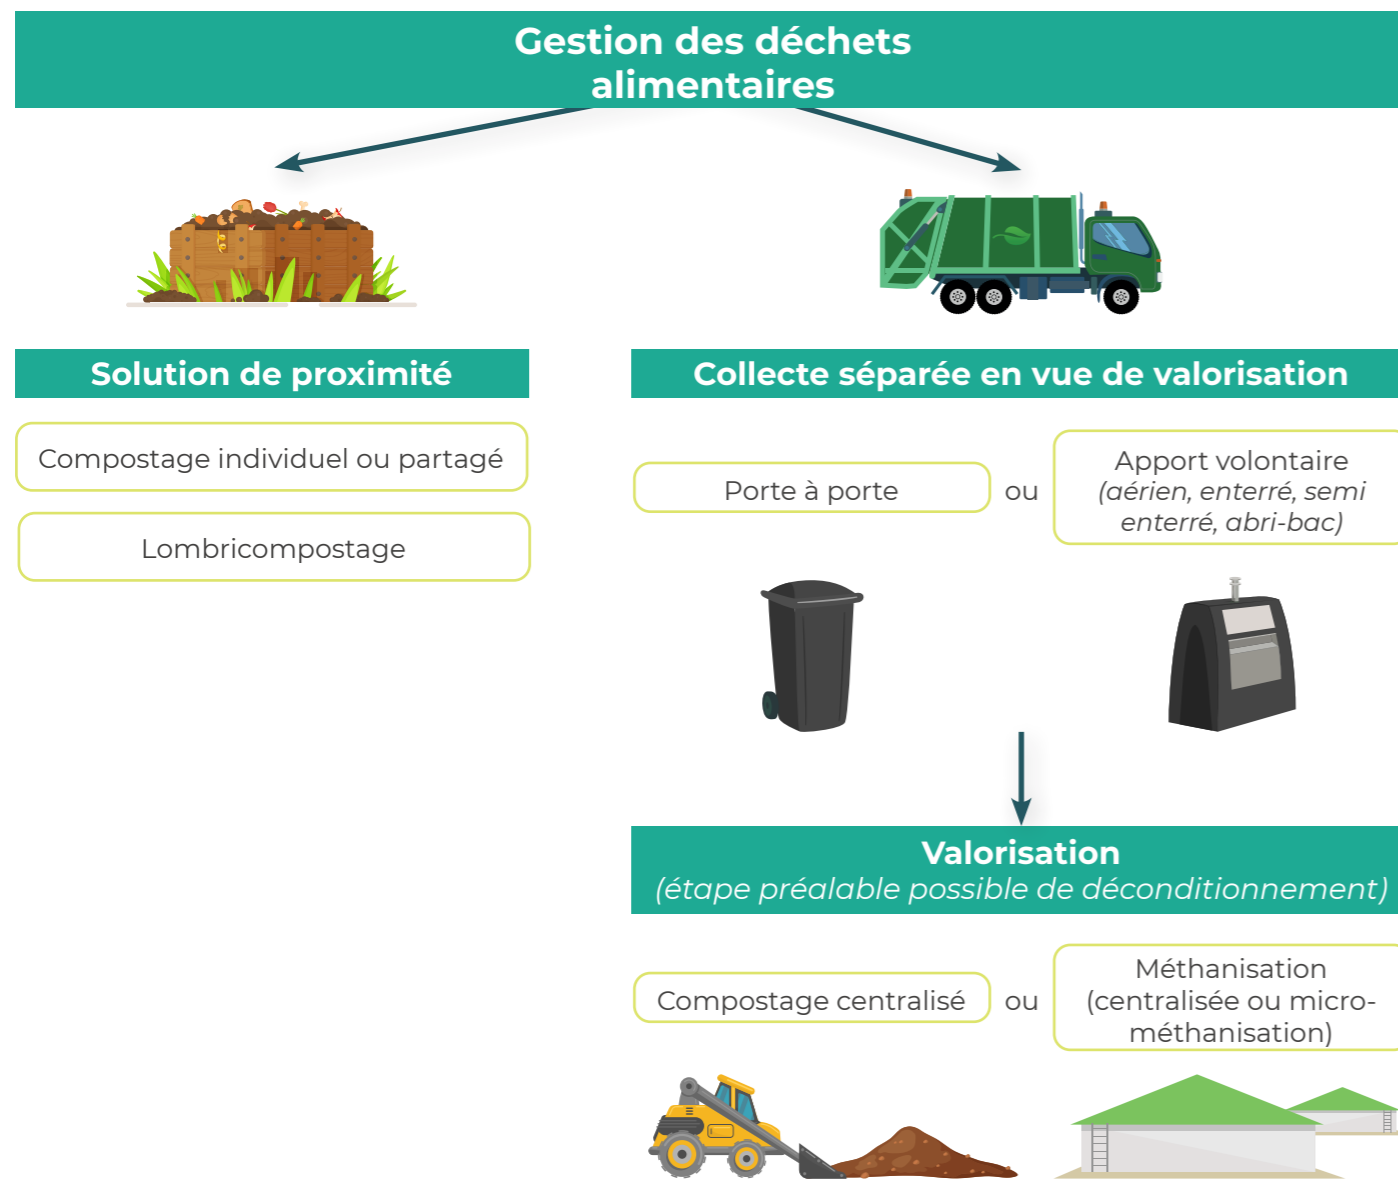 Gestion des déchets
alimentaires
Solution de proximité
Compostage individuel ou partagé
Lombricompostage
Collecte séparée en vue de valorisation
Porte à porte
ou
Apport volontaire
(aérien, enterré, semi
enterré, abri-bac)
Valorisation
(étape préalable possible de déconditionnement)
Compostage centralisé
ou
Méthanisation
(centralisée ou micro-
méthanisation)